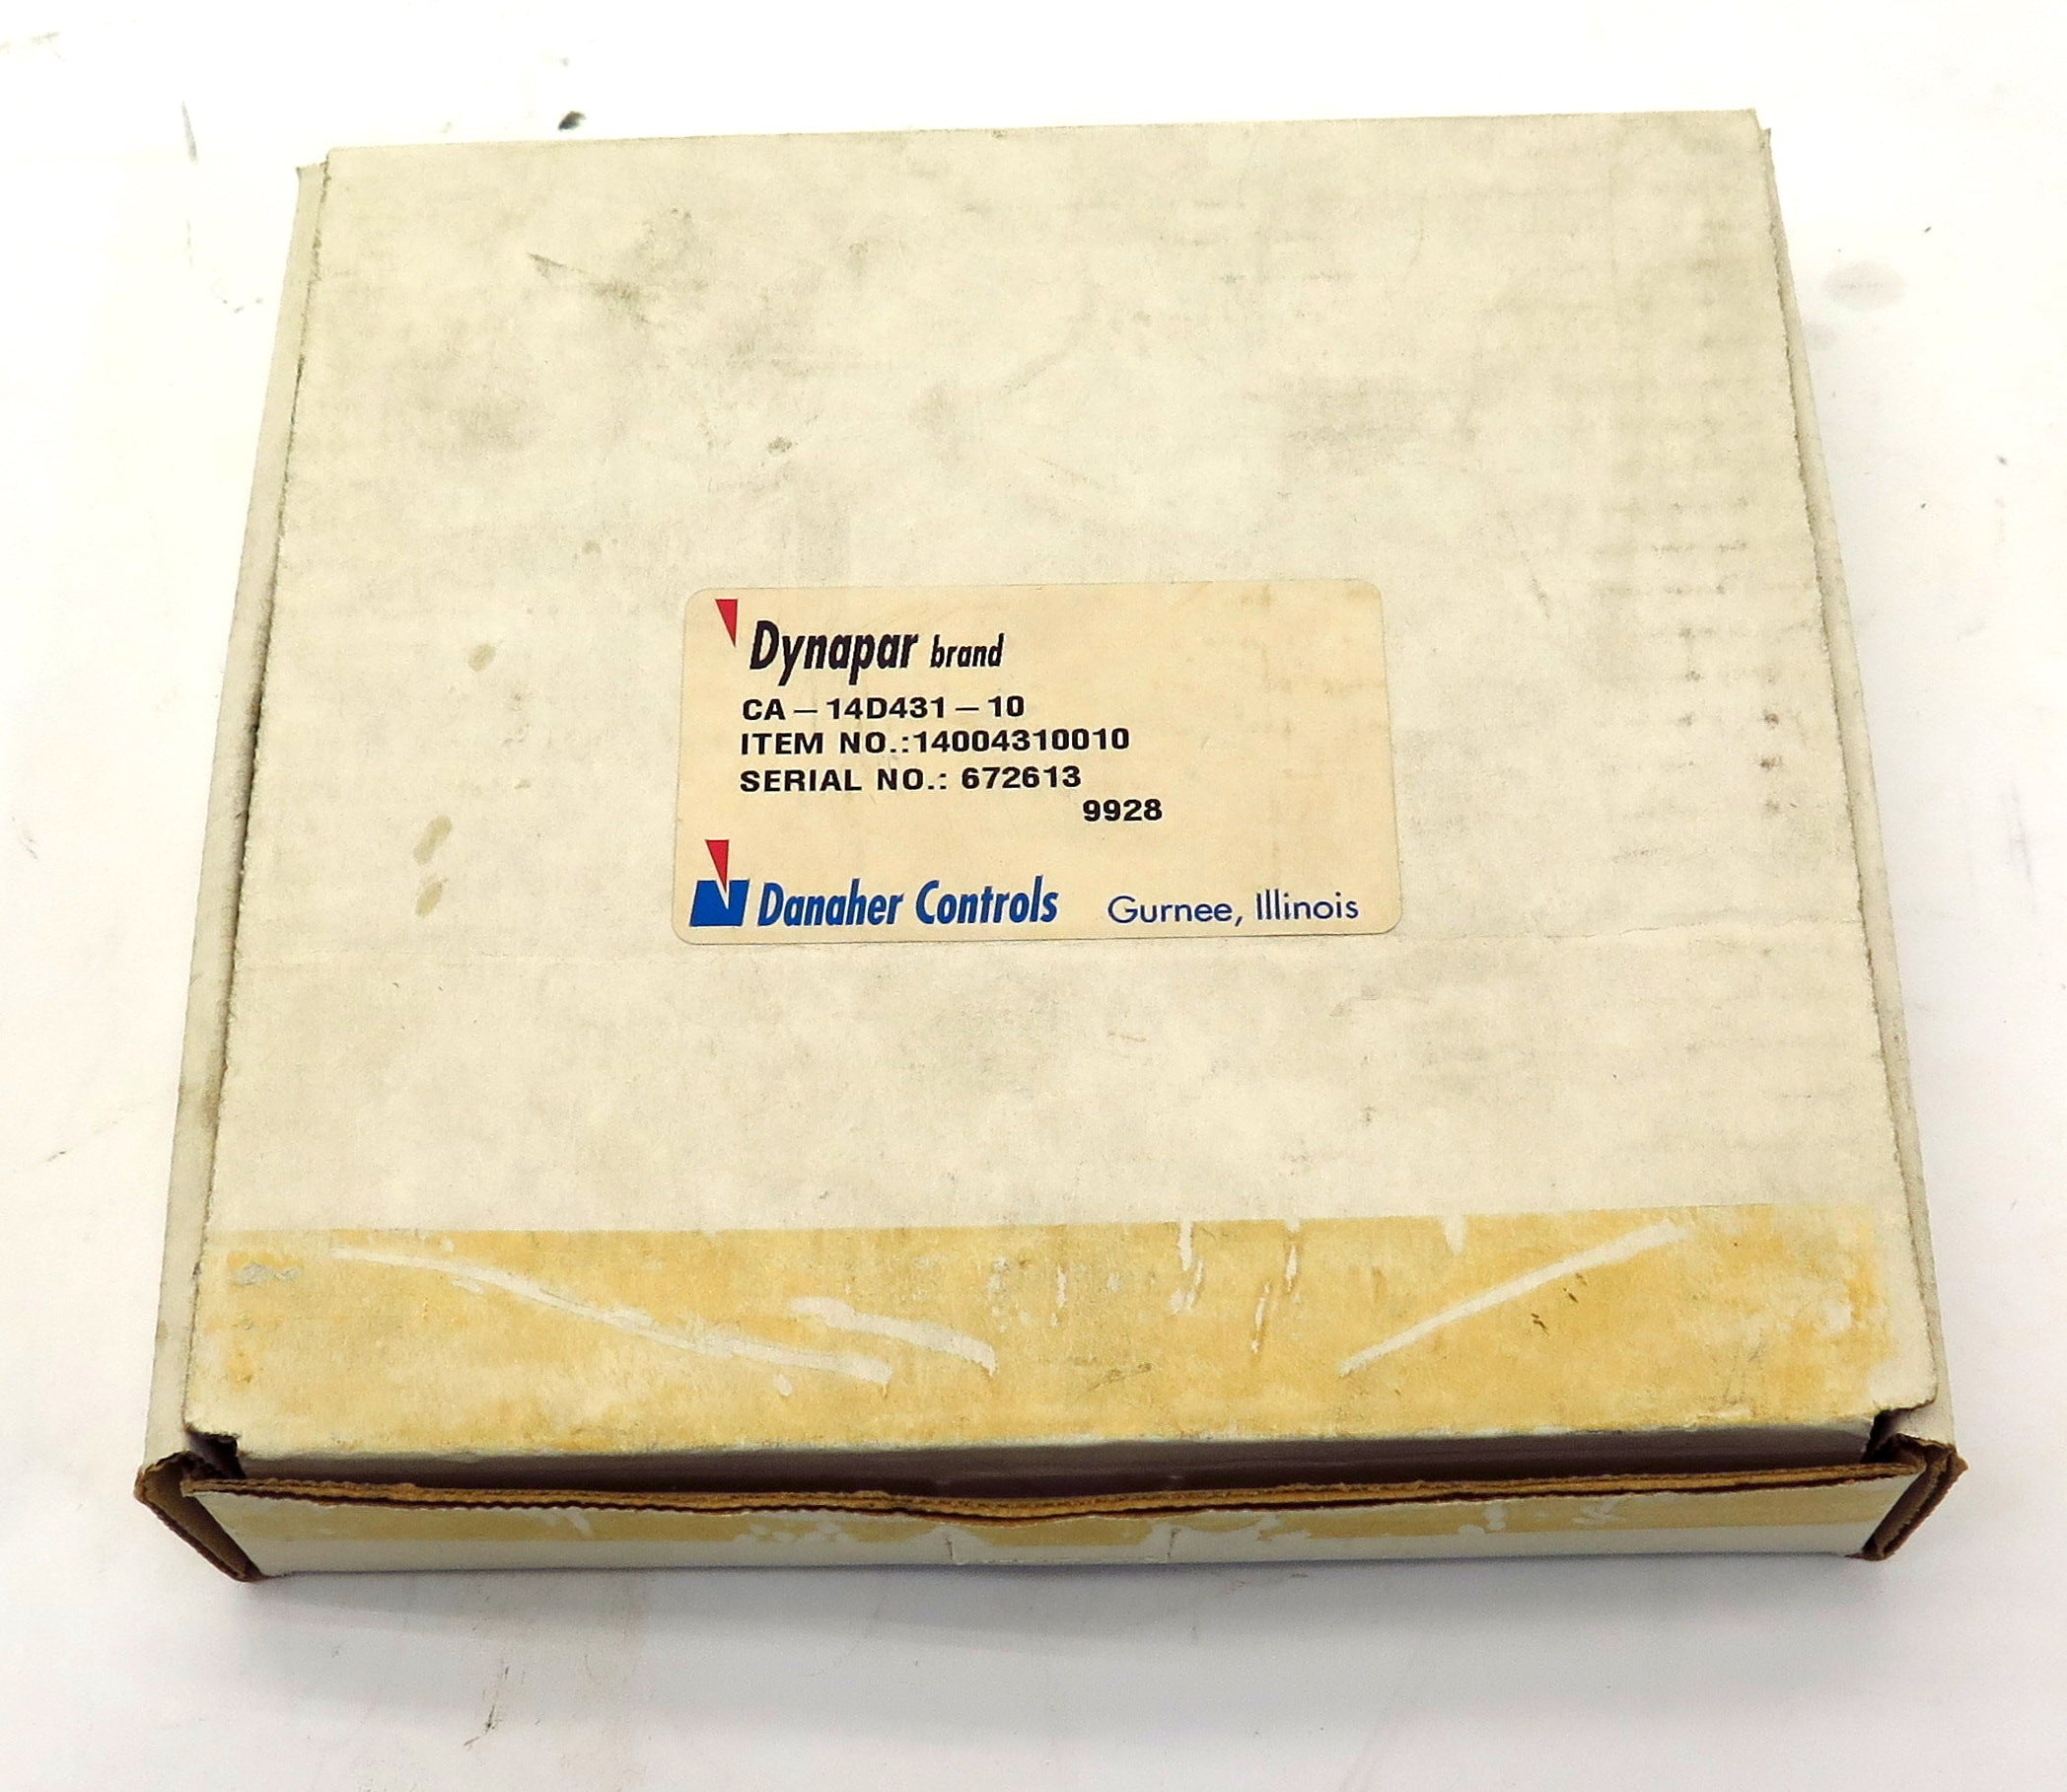 Dynapar brand
CA – 14D431 – 10
ITEM NO.:14004310010
SERIAL NO.: 672613
9928
Danaher Controls Gurnee, Illinois